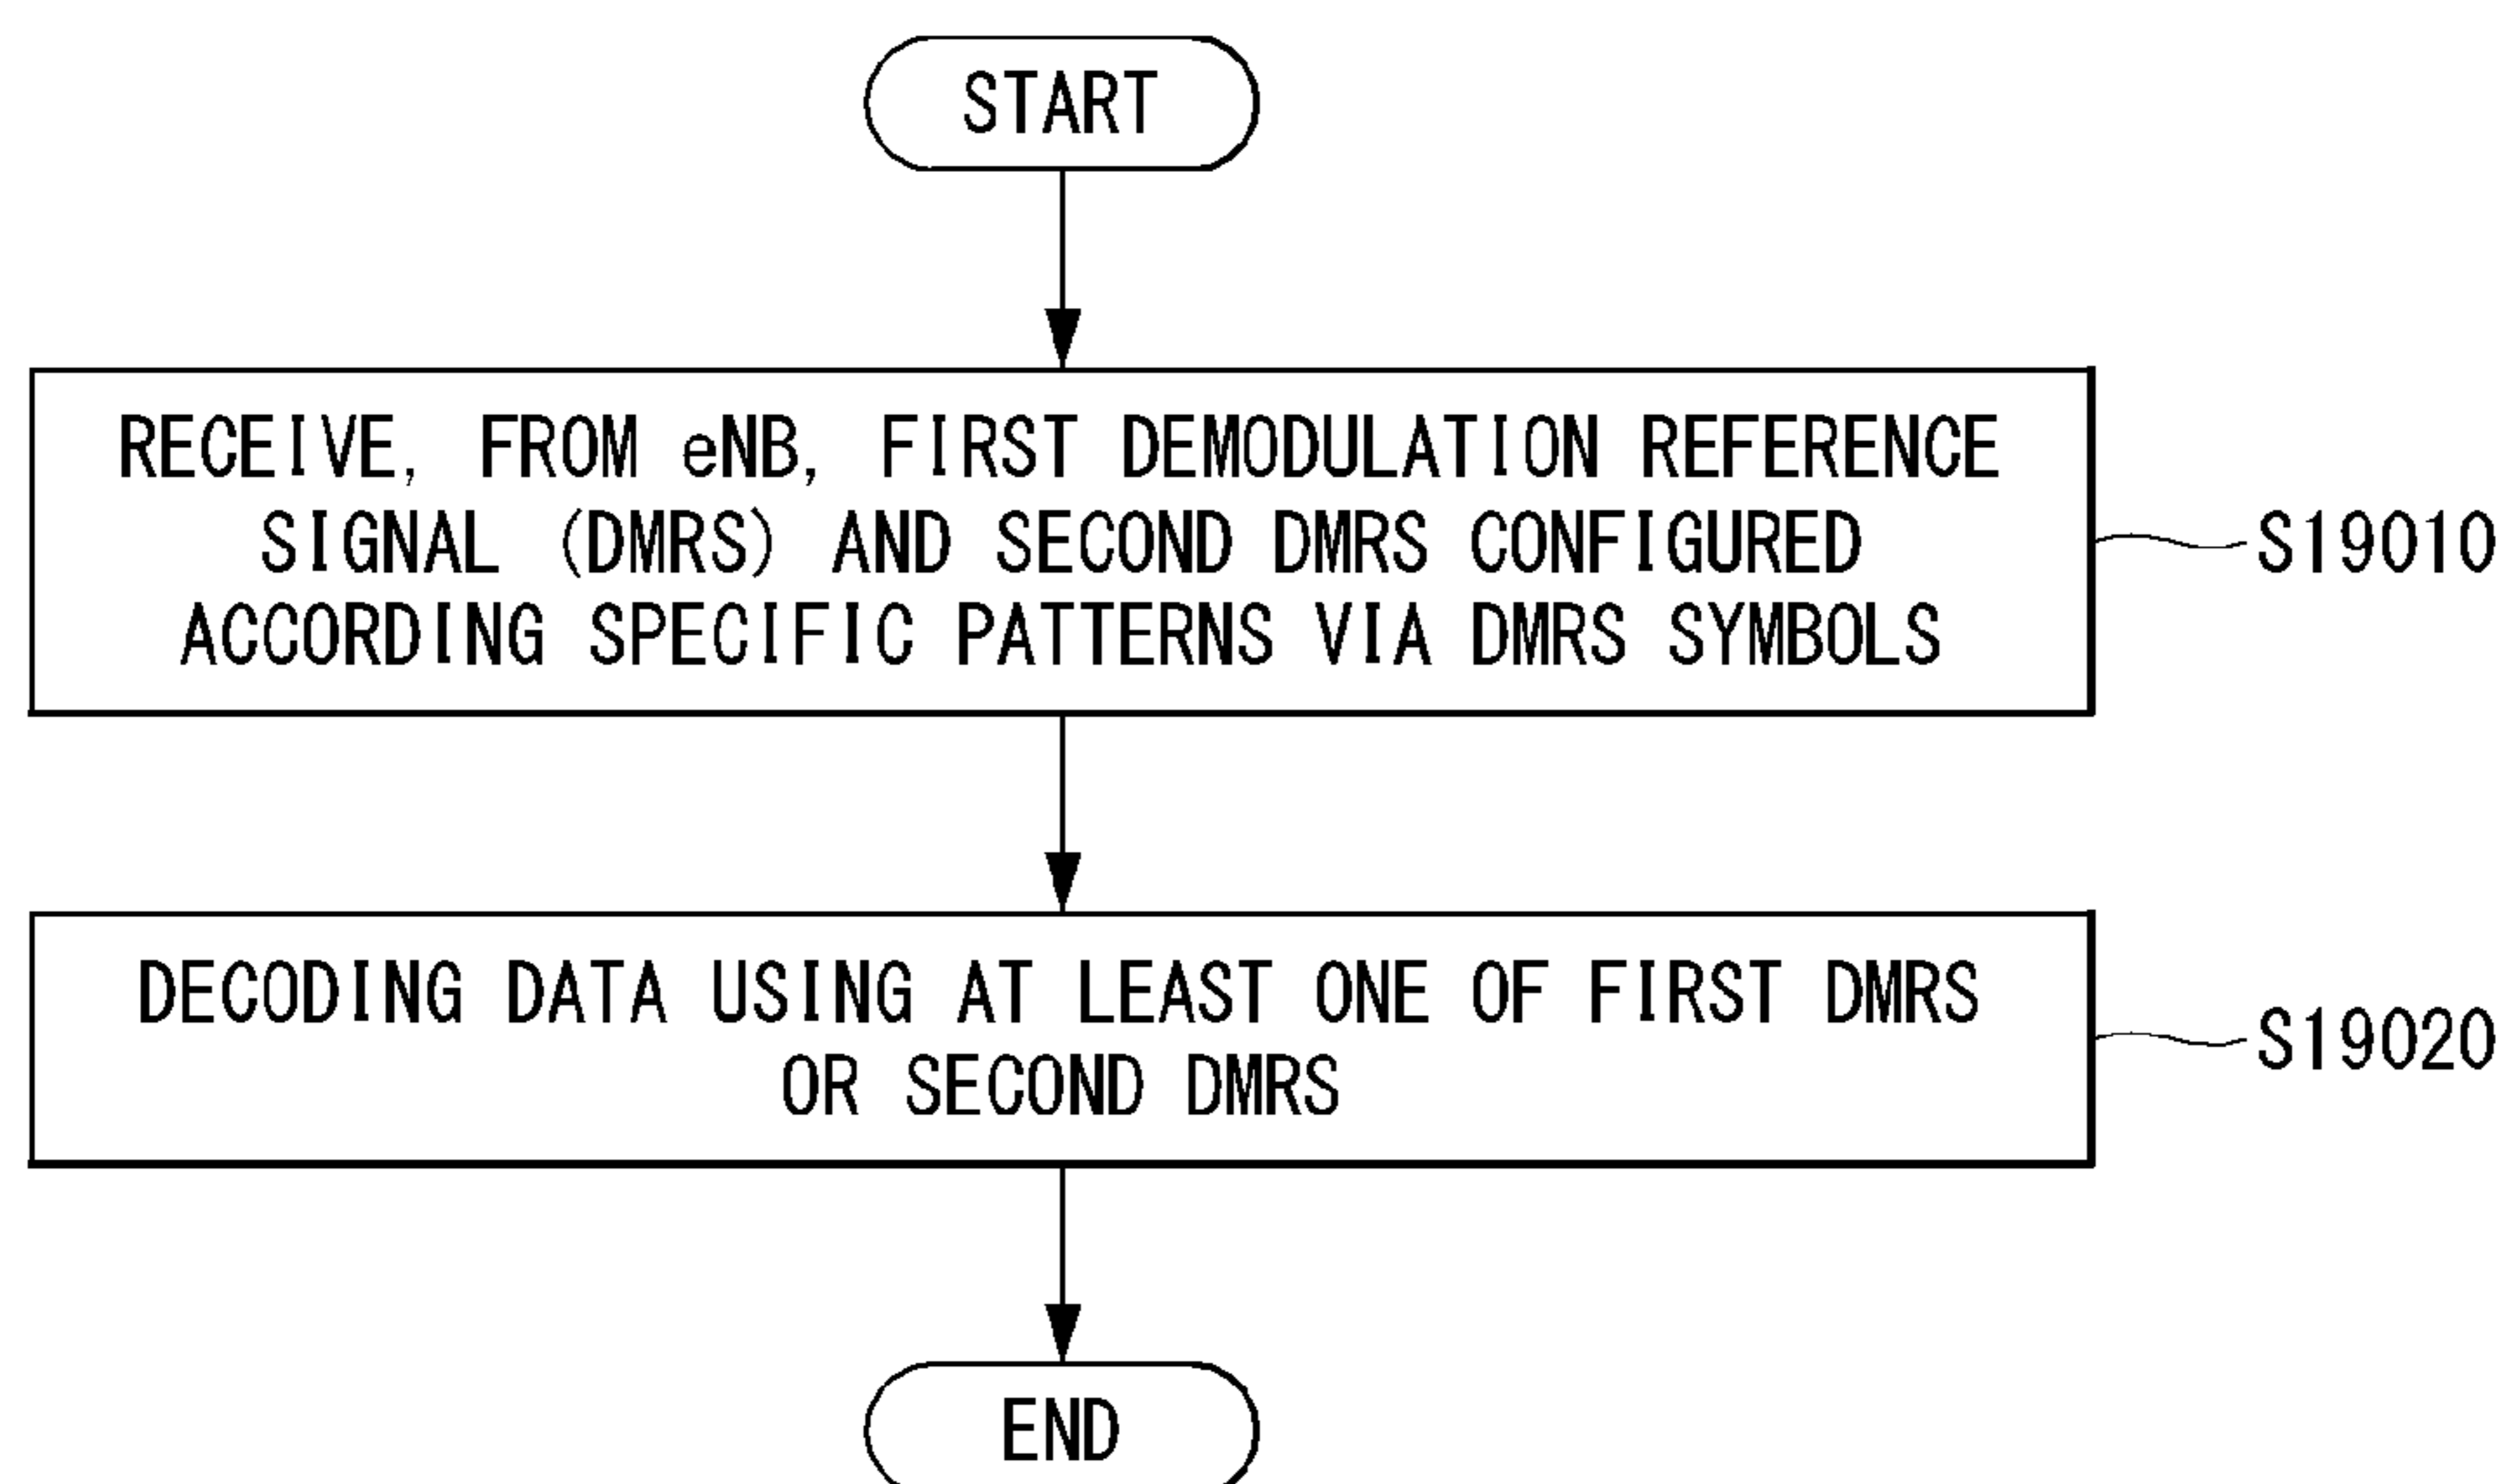 START
RECEIVE, FROM eNB, FIRST DEMODULATION REFERENCE
SIGNAL (DMRS) AND SECOND DMRS CONFIGURED
ACCORDING SPECIFIC PATTERNS VIA DMRS SYMBOLS
S19010
DECODING DATA USING AT LEAST ONE OF FIRST DMRS
OR SECOND DMRS
S19020
END